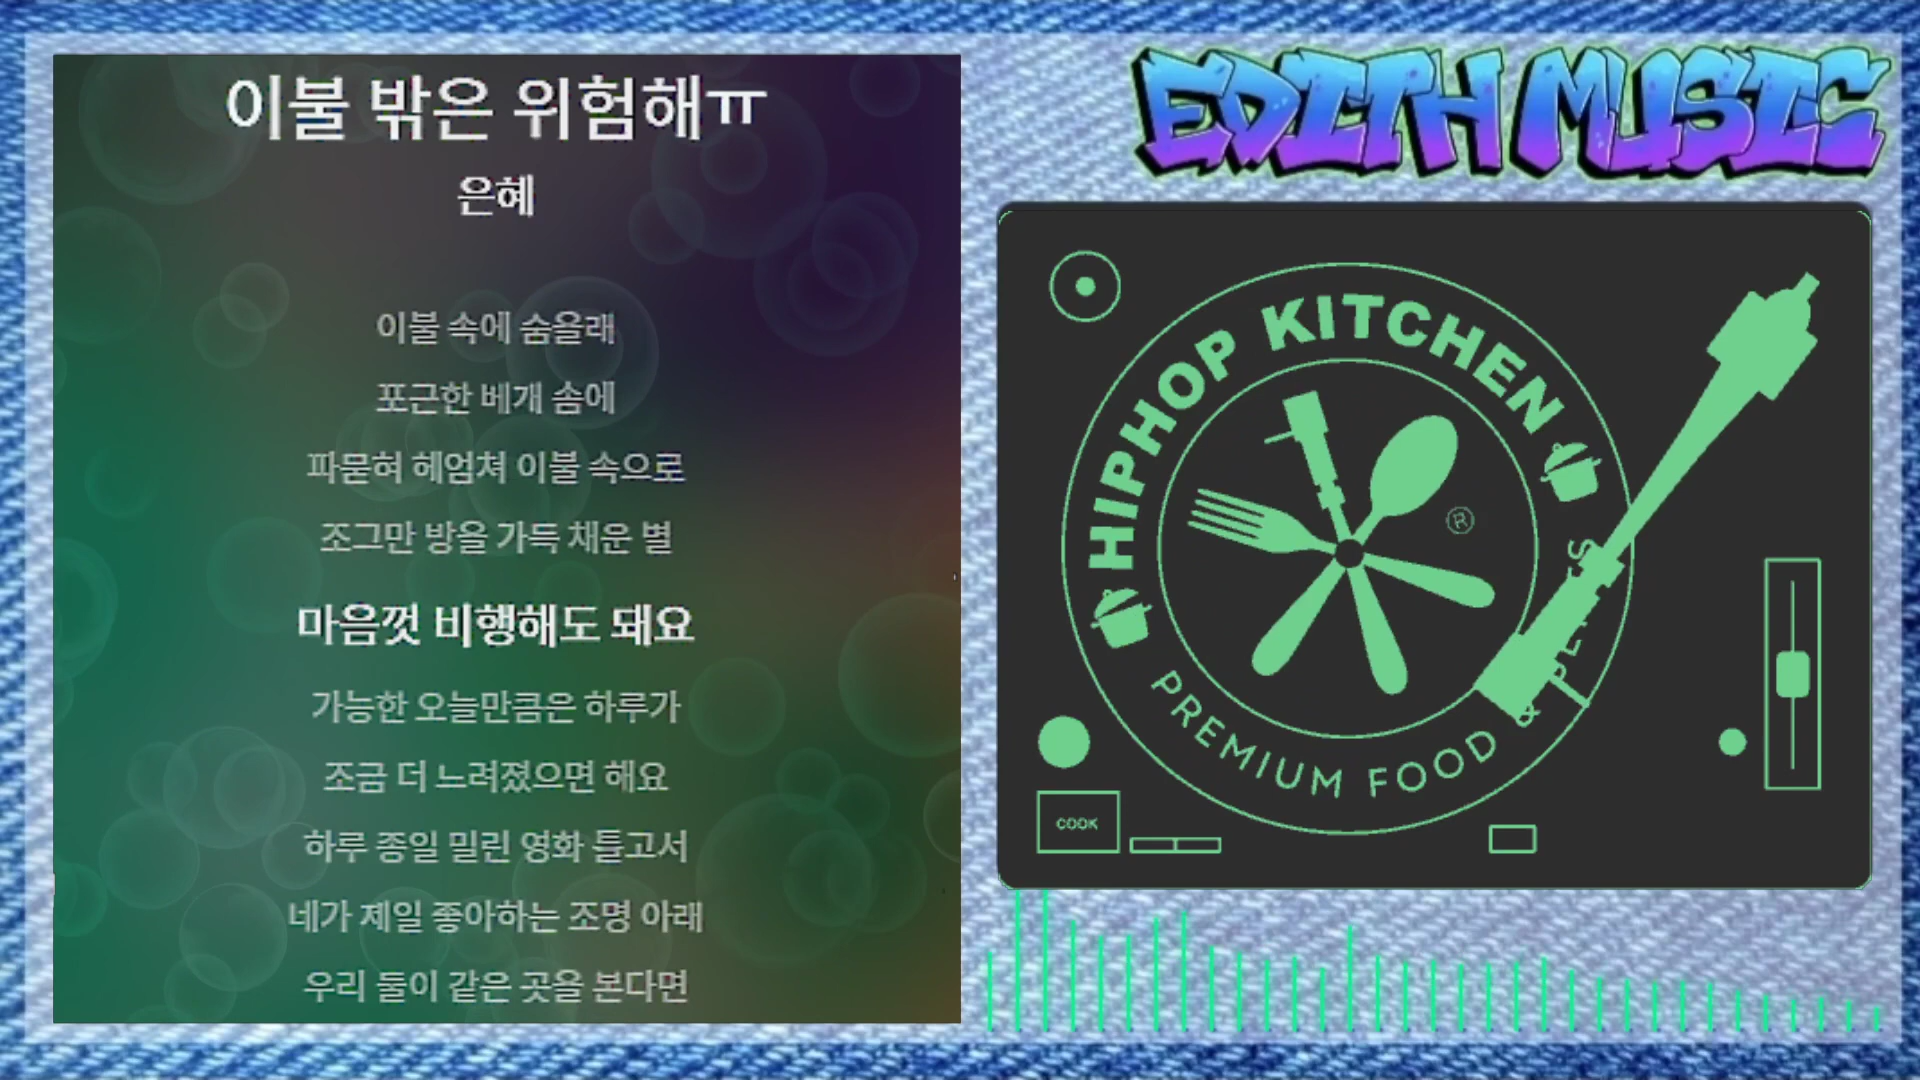 이불 밖은 위험해ㅠ
은혜
이불 속에 숨을래
포근한 베개 솜에
파묻혀 헤엄쳐 이불 속으로
조그만 방을 가득 채운 별
마음껏 비행해도 돼요
가능한 오늘만큼은 하루가
조금 더 느려졌으면 해요
하루 종일 밀린 영화 틀고서
네가 제일 좋아하는 조명 아래
우리 둘이 같은 곳을 본다면
EDITH MUSIC
HIPHOP KITCHEN
®
PREMIUM FOOD &
COOK